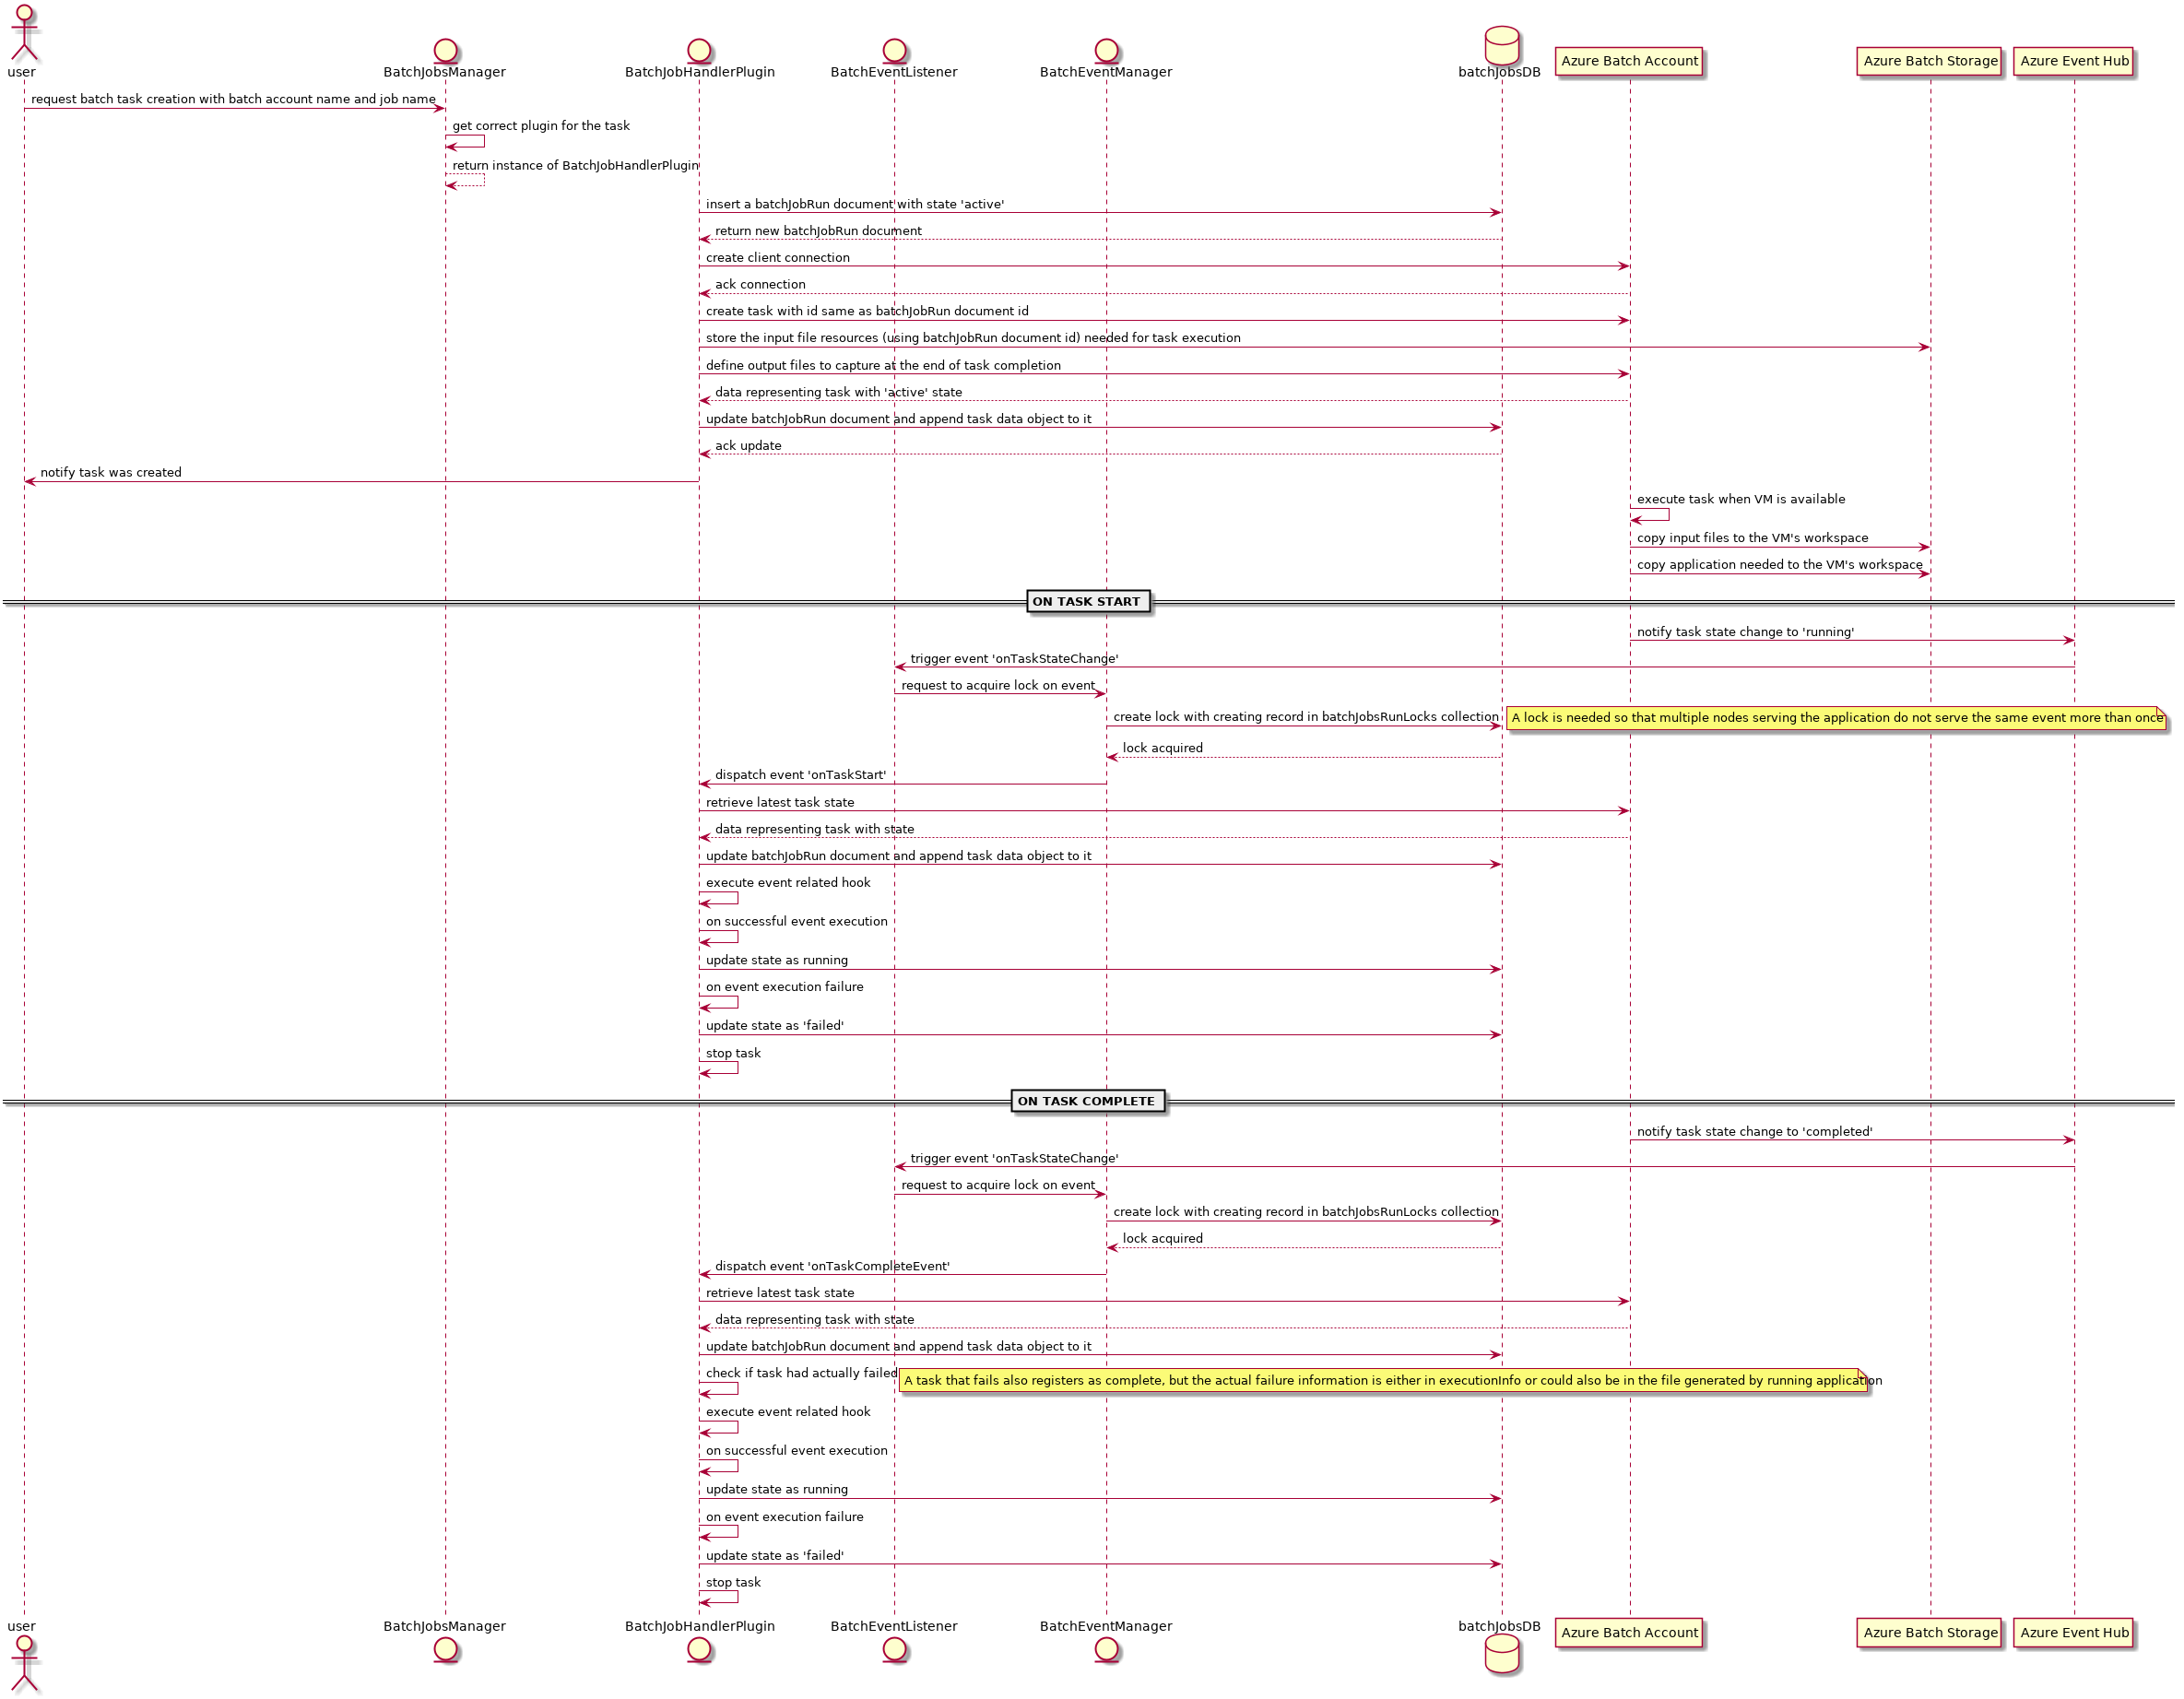 user
BatchJobsManager
BatchJobHandlerPlugin
BatchEventListener
BatchEventManager
batchJobsDB
Azure Batch Account
Azure Batch Storage
Azure Event Hub
request batch task creation with batch account name and job name
get correct plugin for the task
return instance of BatchJobHandlerPlugin
insert a batchJobRun document with state 'active'
return new batchJobRun document
create client connection
ack connection
create task with id same as batchJobRun document id
store the input file resources (using batchJobRun document id) needed for task execution
define output files to capture at the end of task completion
data representing task with 'active' state
update batchJobRun document and append task data object to it
ack update
notify task was created
execute task when VM is available
copy input files to the VM's workspace
copy application needed to the VM's workspace
ON TASK START
notify task state change to 'running'
trigger event 'onTaskStateChange'
request to acquire lock on event
create lock with creating record in batchJobsRunLocks collection
A lock is needed so that multiple nodes serving the application do not serve the same event more than once
lock acquired
dispatch event 'onTaskStart'
retrieve latest task state
data representing task with state
update batchJobRun document and append task data object to it
execute event related hook
on successful event execution
update state as running
on event execution failure
update state as 'failed'
stop task
ON TASK COMPLETE
notify task state change to 'completed'
trigger event 'onTaskStateChange'
request to acquire lock on event
create lock with creating record in batchJobsRunLocks collection
lock acquired
dispatch event 'onTaskCompleteEvent'
retrieve latest task state
data representing task with state
update batchJobRun document and append task data object to it
check if task had actually failed
A task that fails also registers as complete, but the actual failure information is either in executionInfo or could also be in the file generated by running application
execute event related hook
on successful event execution
update state as running
on event execution failure
update state as 'failed'
stop task
user
BatchJobsManager
BatchJobHandlerPlugin
BatchEventListener
BatchEventManager
batchJobsDB
Azure Batch Account
Azure Batch Storage
Azure Event Hub